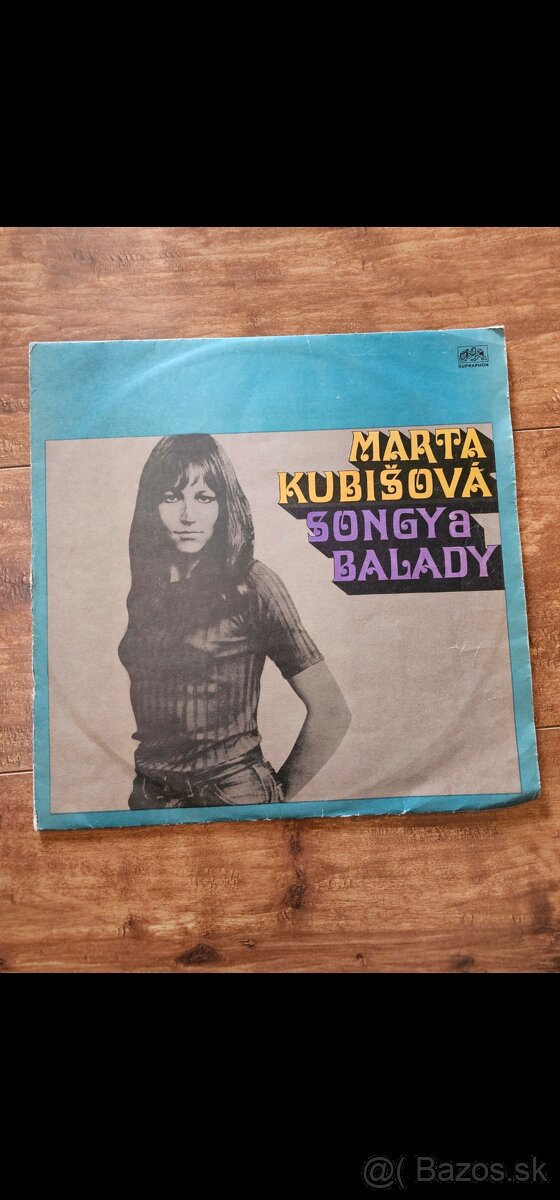 SUPRAPHON
MARTA
KUBIŠOVÁ
SONGY a
BALADY
@( Bazos.sk